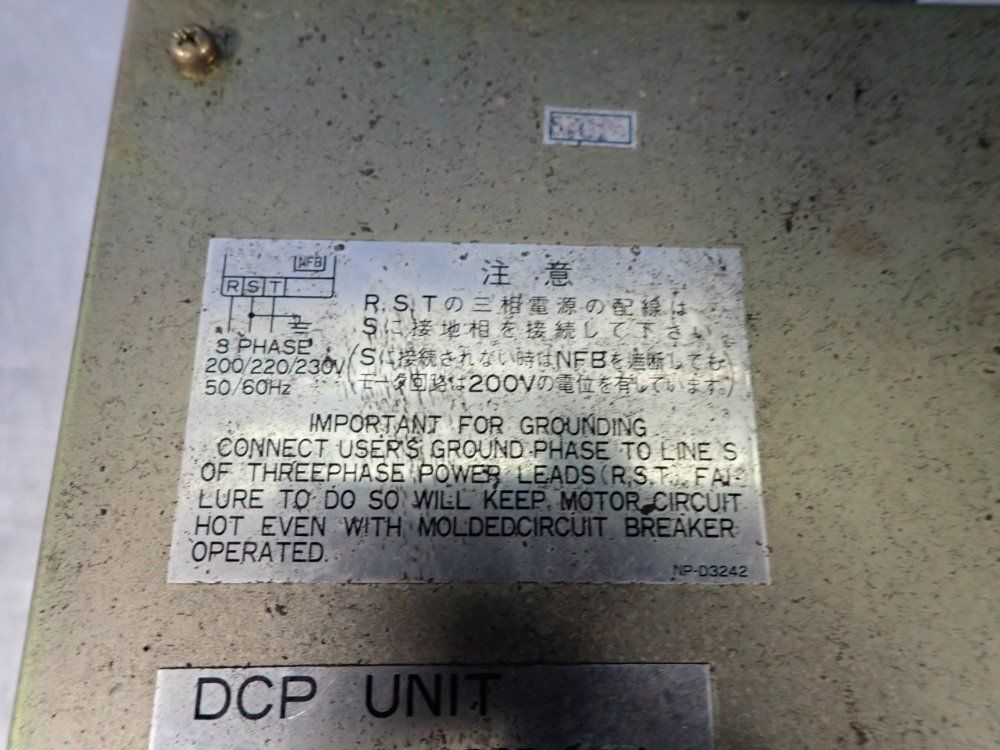 NFB
R S T
3 PHASE
200/220/230V
50/60Hz
注意
R, S, Tの三相電源の配線は
Sに接地相を接続して下さい
(Sに接続されない時はNFBを遮断しても
モータ回路は200Vの電位を有しています。)
IMPORTANT FOR GROUNDING
CONNECT USER'S GROUND PHASE TO LINE S
OF THREEPHASE POWER LEADS (R,S,T). FAI-
LURE TO DO SO WILL KEEP MOTOR CIRCUIT
HOT EVEN WITH MOLDEDCIRCUIT BREAKER
OPERATED.
NP-D3242
DCP UNIT